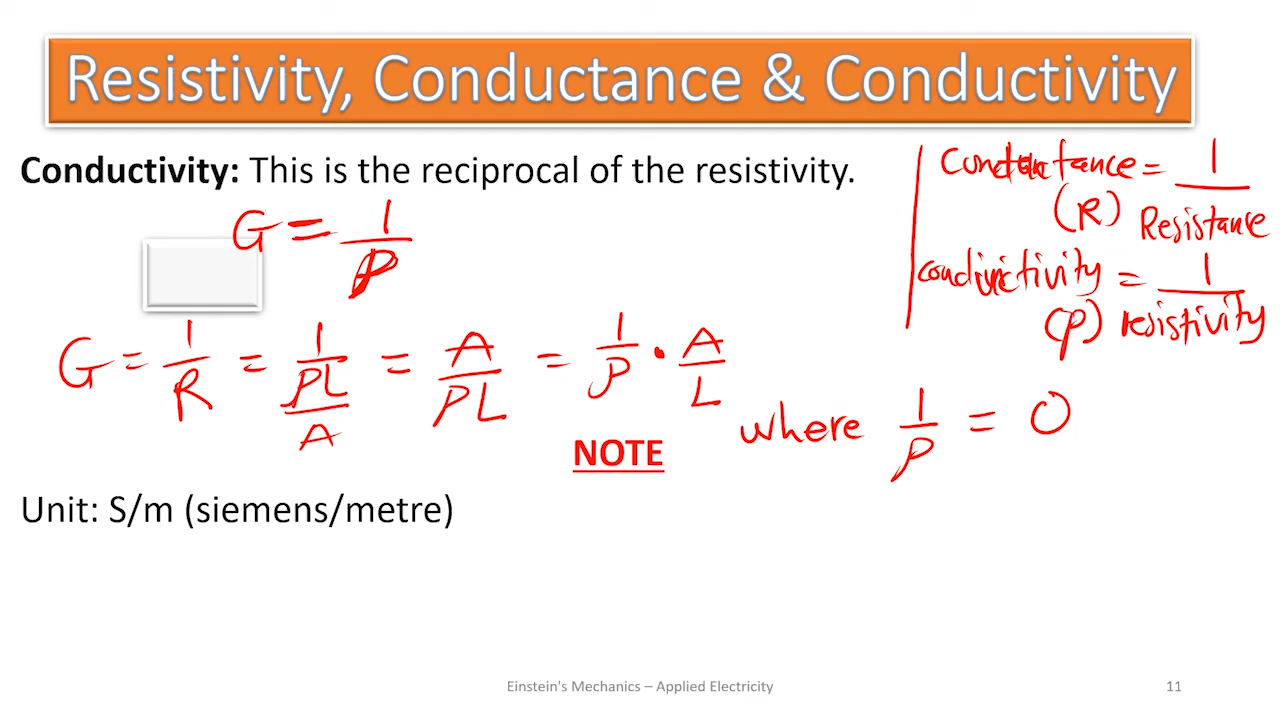 Resistivity, Conductance & Conductivity
Conductivity: This is the reciprocal of the resistivity.
G = 1/ρ
Conductance = 1/Resistance
(R)
conductivity = 1/resistivity
(ρ)
G = 1/R = 1/(ρL/A) = A/ρL = 1/ρ · A/L
where 1/ρ = σ
NOTE
Unit: S/m (siemens/metre)
Einstein's Mechanics – Applied Electricity
11